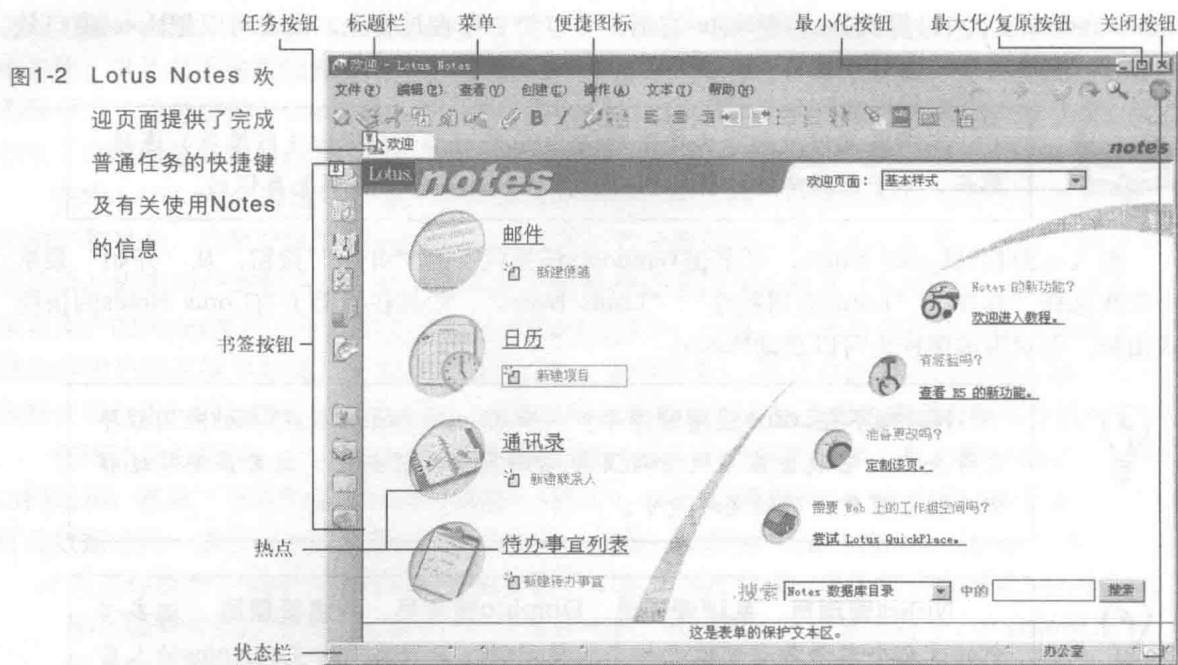 任务按钮 标题栏 菜单 便捷图标 最小化按钮 最大化/复原按钮 关闭按钮
图1-2 Lotus Notes 欢
迎页面提供了完成
普通任务的快捷键
及有关使用Notes
的信息
欢迎 - Lotus Notes
文件(F) 编辑(E) 查看(V) 创建(C) 操作(A) 文本(T) 帮助(H)
欢迎
notes
Lotus notes
欢迎页面: 基本样式
邮件
新建便笺
Notes 的新功能?
欢迎进入教程。
书签按钮
日历
新建项目
有经验吗?
查看 R5 的新功能。
通讯录
新建联系人
准备更改吗?
定制该页。
需要 Web 上的工作组空间吗?
尝试 Lotus QuickPlace。
热点
待办事宜列表
新建待办事宜
搜索 Notes 数据库目录 中的 搜索
这是表单的保护文本区。
状态栏
办公室